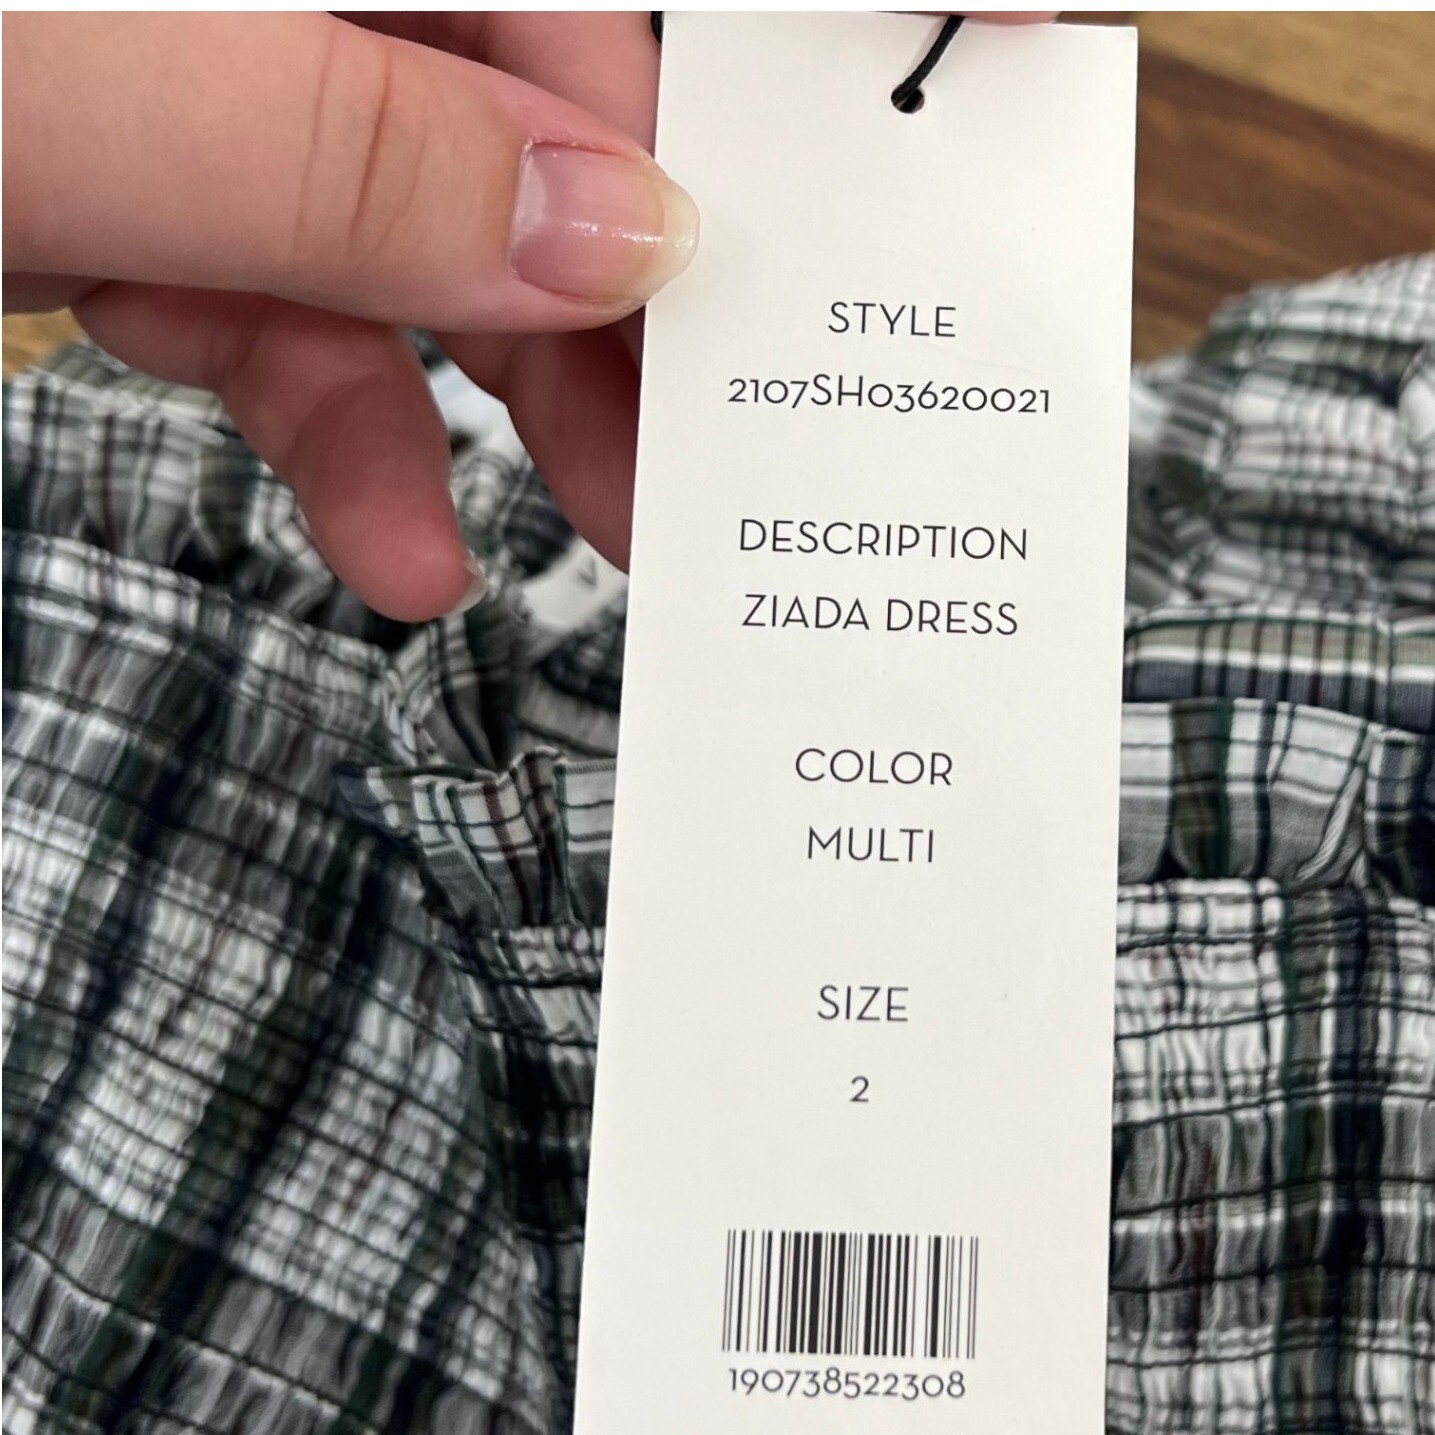 STYLE
2107SH03620021
DESCRIPTION
ZIADA DRESS
COLOR
MULTI
SIZE
2
190738522308